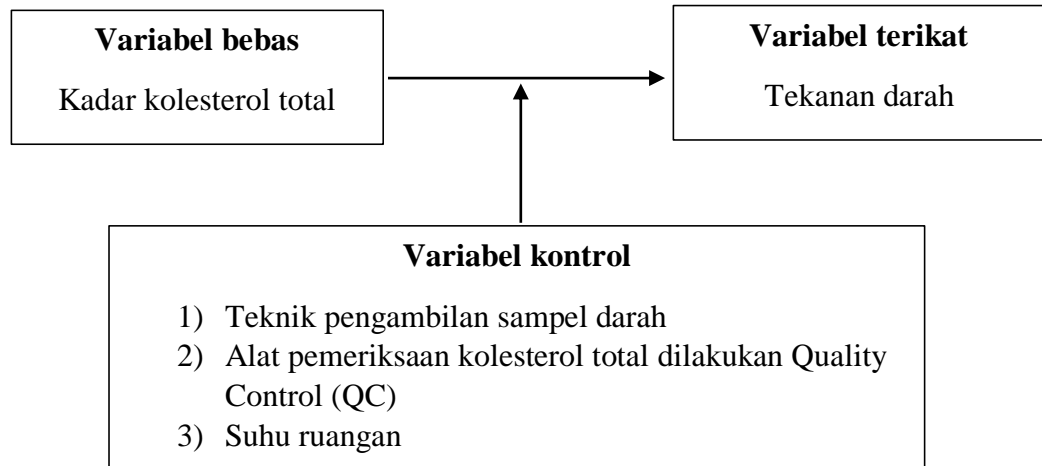 Variabel bebas
Kadar kolesterol total
Variabel terikat
Tekanan darah
Variabel kontrol
1) Teknik pengambilan sampel darah
2) Alat pemeriksaan kolesterol total dilakukan Quality
Control (QC)
3) Suhu ruangan